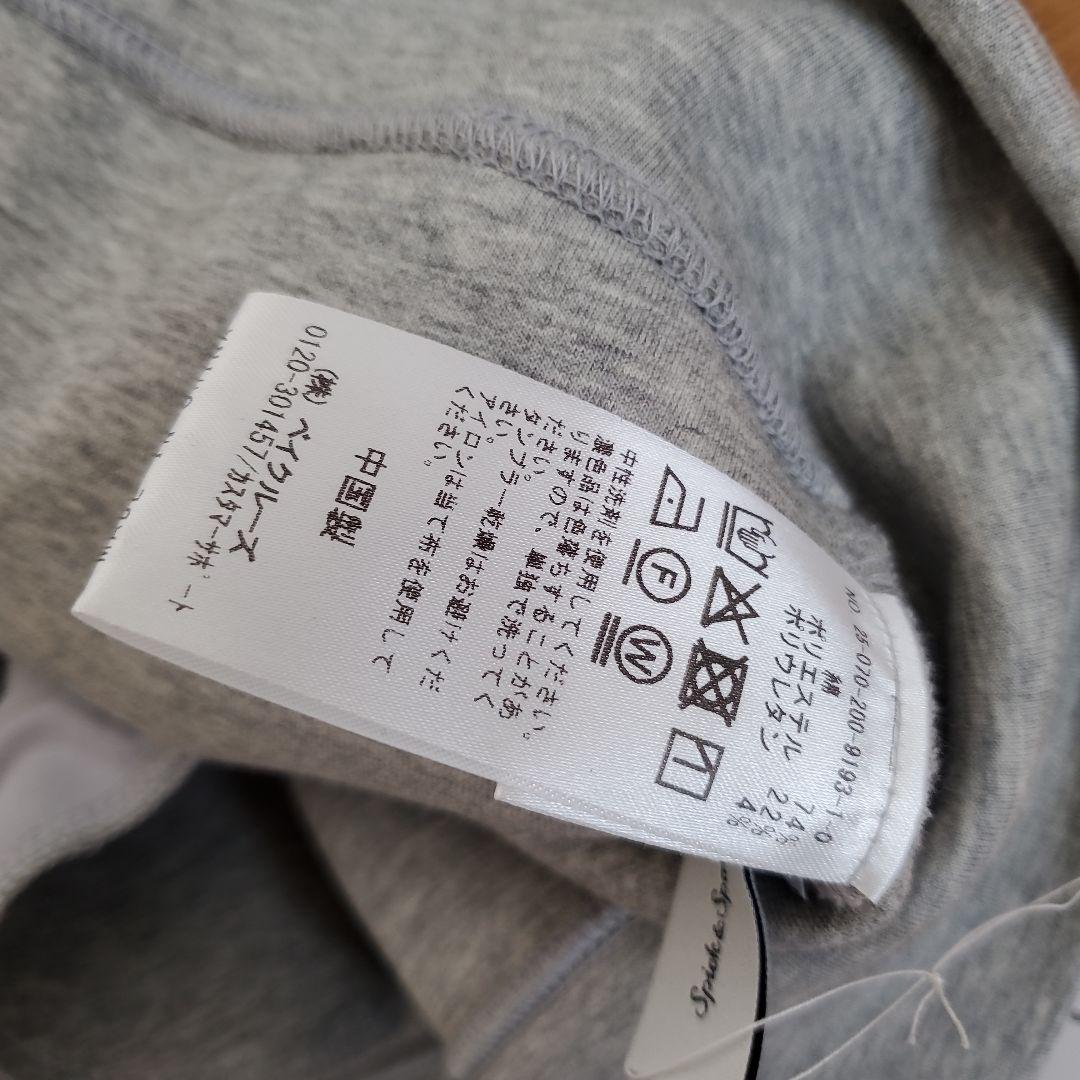 NO 25-070-200-9193-1-0
綿 74%
ポリエステル 22%
ポリウレタン 4%
F
W
中性洗剤を使用してください。
濃色品は色落ちすることがあ
りますので、単独で洗ってく
ださい。
タンブラー乾燥はお避けくだ
さい。
アイロンは当て布を使用して
ください。
中国製
(株)ベイクルーズ
0120-301457/カスタマーサポート
Spick & Spa